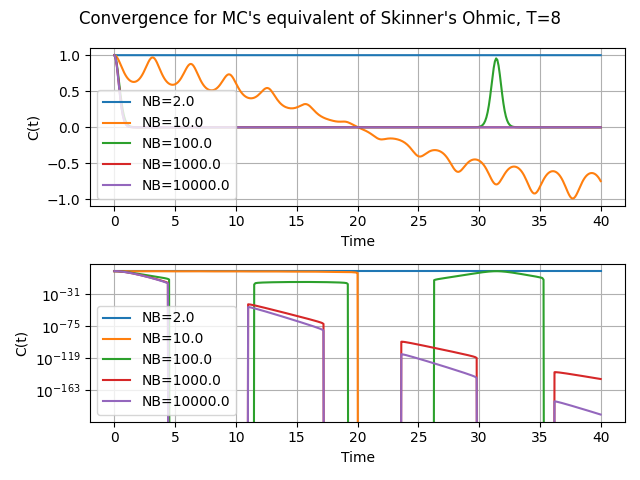 Convergence for MC's equivalent of Skinner's Ohmic, T=8
1.0
0.5
0.0
−0.5
−1.0
C(t)
NB=2.0
NB=10.0
NB=100.0
NB=1000.0
NB=10000.0
0 5 10 15 20 25 30 35 40
Time
10⁻³¹
10⁻⁷⁵
10⁻¹¹⁹
10⁻¹⁶³
C(t)
NB=2.0
NB=10.0
NB=100.0
NB=1000.0
NB=10000.0
0 5 10 15 20 25 30 35 40
Time